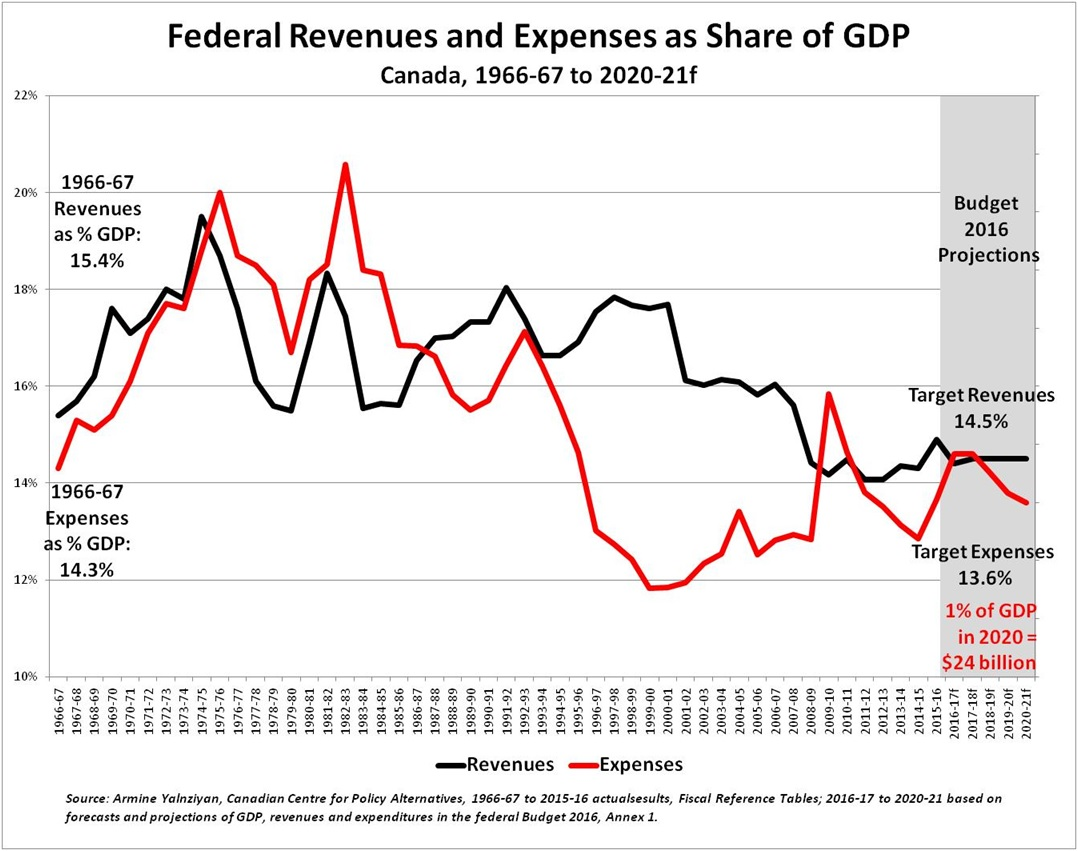 Federal Revenues and Expenses as Share of GDP
Canada, 1966-67 to 2020-21f
22%
20%
18%
16%
14%
12%
10%
1966-67
Revenues
as % GDP:
15.4%
1966-67
Expenses
as % GDP:
14.3%
Budget
2016
Projections
Target Revenues
14.5%
Target Expenses
13.6%
1% of GDP
in 2020 =
$24 billion
1966-67
1967-68
1968-69
1969-70
1970-71
1971-72
1972-73
1973-74
1974-75
1975-76
1976-77
1977-78
1978-79
1979-80
1980-81
1981-82
1982-83
1983-84
1984-85
1985-86
1986-87
1987-88
1988-89
1989-90
1990-91
1991-92
1992-93
1993-94
1994-95
1995-96
1996-97
1997-98
1998-99
1999-00
2000-01
2001-02
2002-03
2003-04
2004-05
2005-06
2006-07
2007-08
2008-09
2009-10
2010-11
2011-12
2012-13
2013-14
2014-15
2015-16
2016-17f
2017-18f
2018-19f
2019-20f
2020-21f
Revenues
Expenses
Source: Armine Yalnziyan, Canadian Centre for Policy Alternatives, 1966-67 to 2015-16 actualsesults, Fiscal Reference Tables; 2016-17 to 2020-21 based on
forecasts and projections of GDP, revenues and expenditures in the federal Budget 2016, Annex 1.